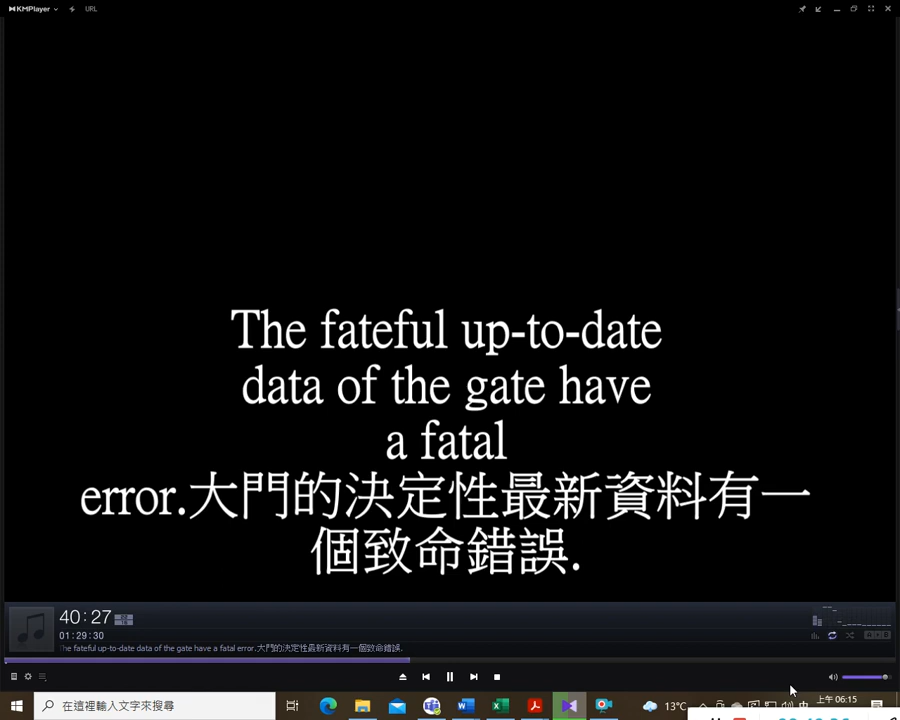 KMPlayer URL
The fateful up-to-date
data of the gate have
a fatal
error.大門的決定性最新資料有一
個致命錯誤.
40:27
01:29:30
The fateful up-to-date data of the gate have a fatal error.大門的決定性最新資料有一個致命錯誤.
在這裡輸入文字來搜尋
13°C
中
上午 06:15